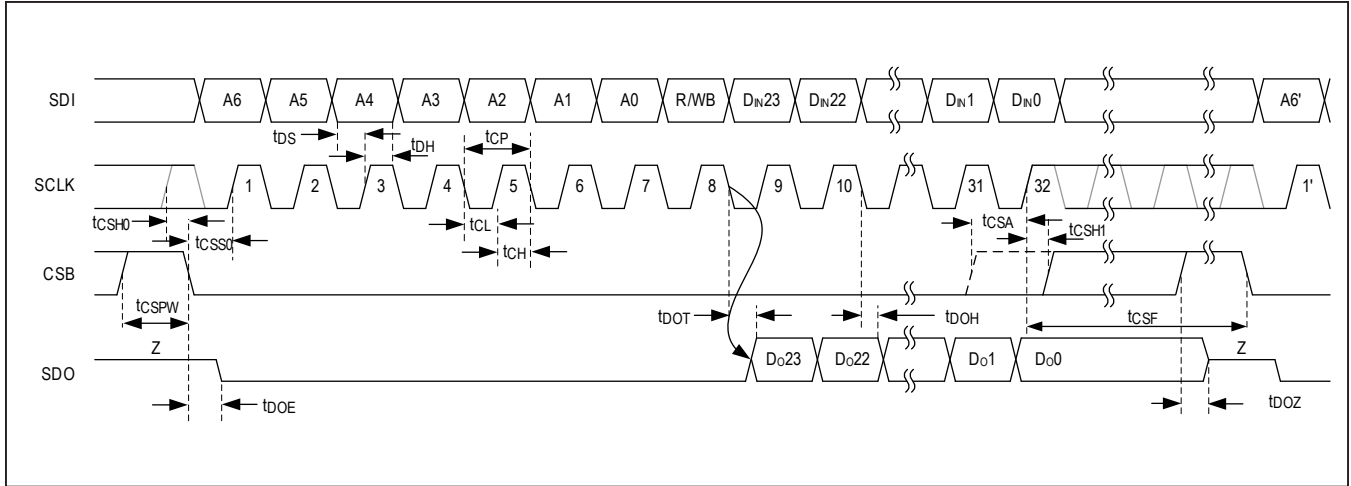 SDI A6 A5 A4 A3 A2 A1 A0 R/WB DIN23 DIN22 DIN1 DIN0 A6'
tDS tDH tCP
SCLK 1 2 3 4 5 6 7 8 9 10 31 32 1'
tCSH0 tCSS0 tCL tCH tCSA tCSH1
CSB
tCSPW tDOT tDOH tCSF
SDO Z DO23 DO22 DO1 DO0 Z
tDOE tDOZ